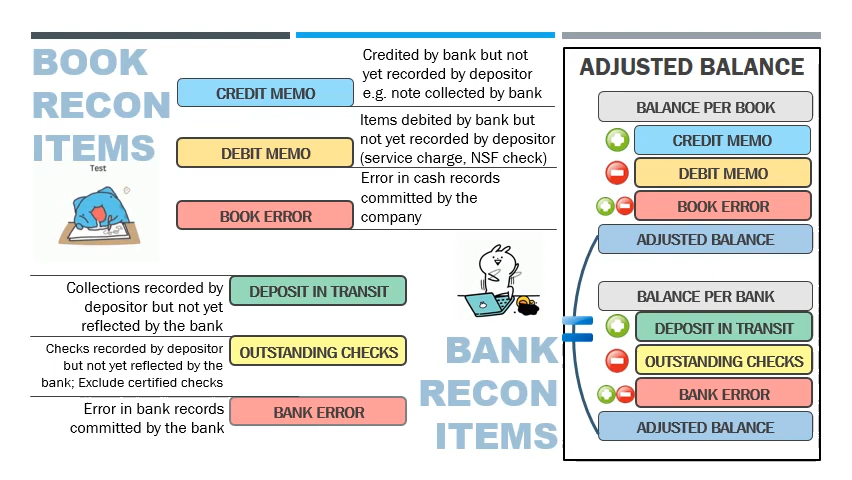 BOOK
RECON
ITEMS
Test
CREDIT MEMO
Credited by bank but not
yet recorded by depositor
e.g. note collected by bank
DEBIT MEMO
Items debited by bank but
not yet recorded by depositor
(service charge, NSF check)
BOOK ERROR
Error in cash records
committed by the
company
Collections recorded by
depositor but not yet
reflected by the bank
DEPOSIT IN TRANSIT
Checks recorded by depositor
but not yet reflected by the
bank; Exclude certified checks
OUTSTANDING CHECKS
Error in bank records
committed by the bank
BANK ERROR
BANK
RECON
ITEMS
ADJUSTED BALANCE
BALANCE PER BOOK
CREDIT MEMO
DEBIT MEMO
BOOK ERROR
ADJUSTED BALANCE
BALANCE PER BANK
DEPOSIT IN TRANSIT
OUTSTANDING CHECKS
BANK ERROR
ADJUSTED BALANCE